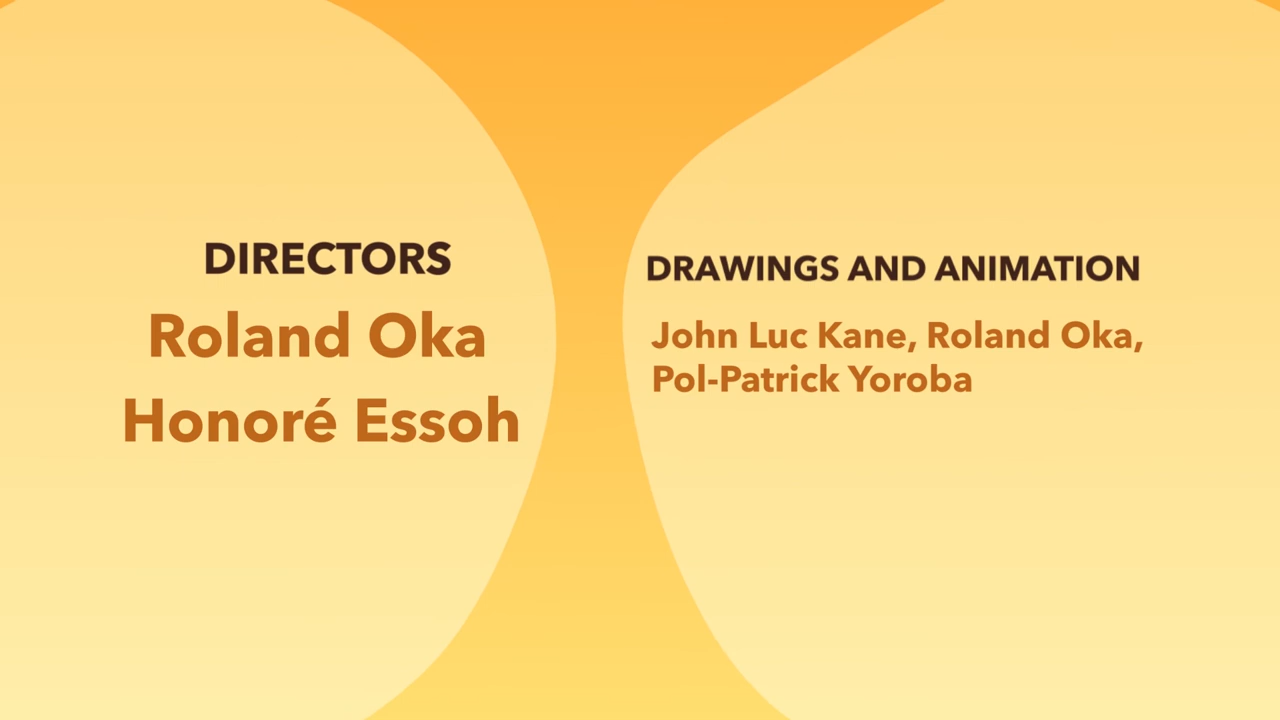 DIRECTORS
Roland Oka
Honoré Essoh
DRAWINGS AND ANIMATION
John Luc Kane, Roland Oka,
Pol-Patrick Yoroba